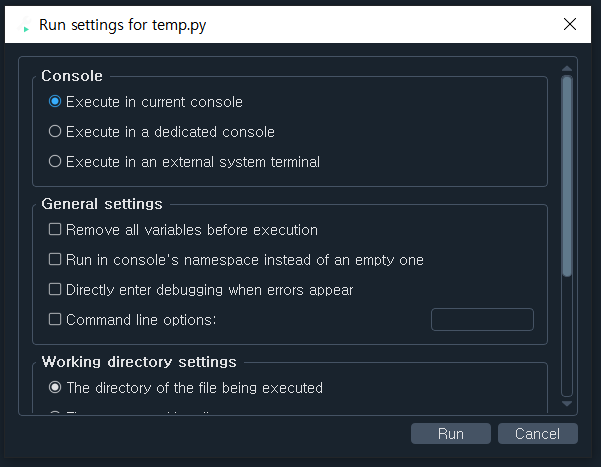 Run settings for temp.py
Console
Execute in current console
Execute in a dedicated console
Execute in an external system terminal
General settings
Remove all variables before execution
Run in console's namespace instead of an empty one
Directly enter debugging when errors appear
Command line options:
Working directory settings
The directory of the file being executed
Run
Cancel